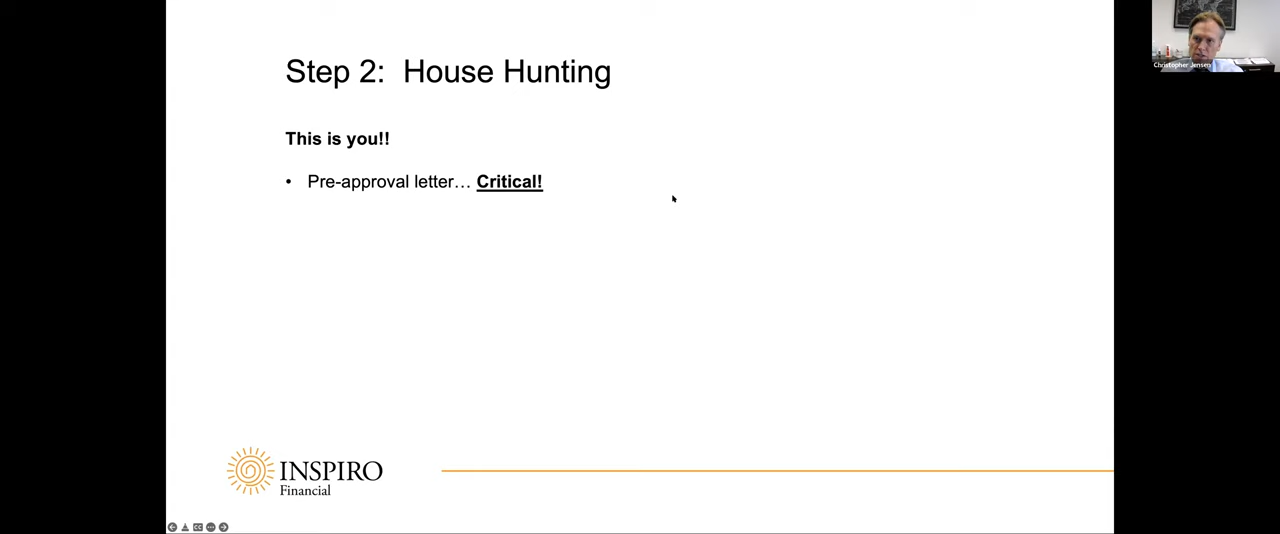 Step 2: House Hunting
This is you!!
• Pre-approval letter… Critical!
INSPIRO
Financial
Christopher Jensen